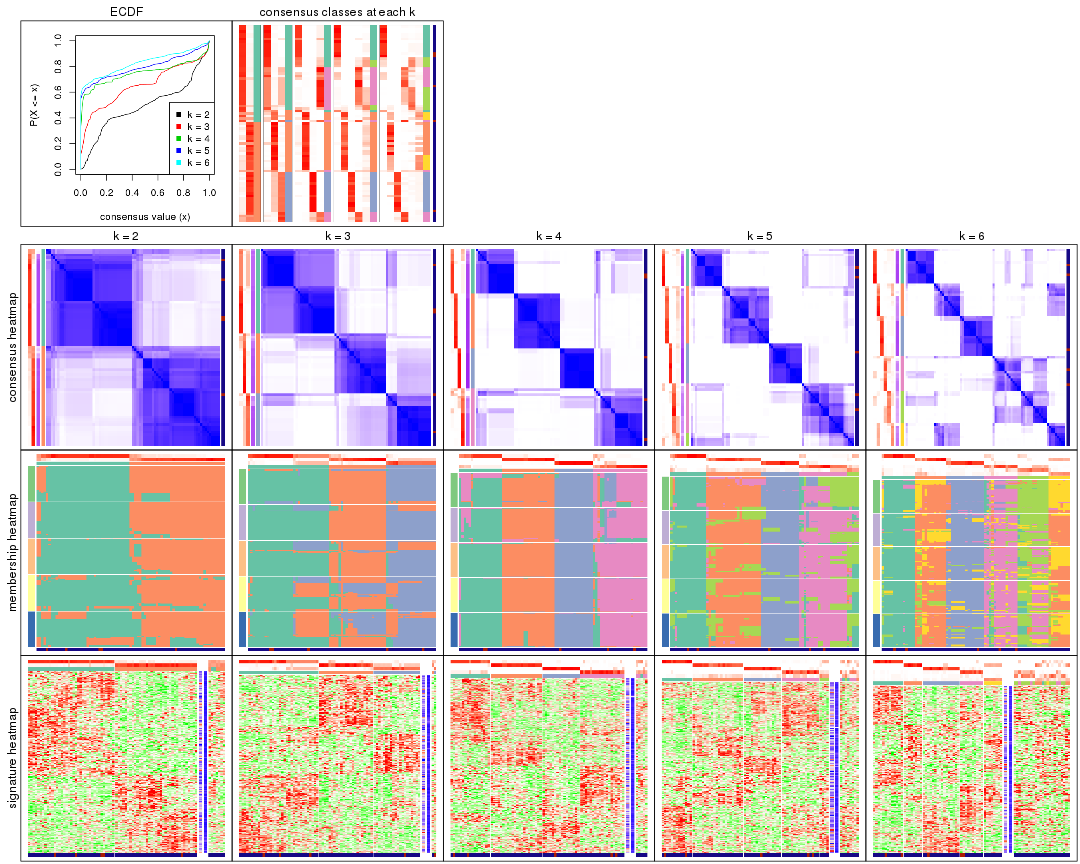 ECDF
consensus classes at each k
P(X <= x)
0.0 0.2 0.4 0.6 0.8 1.0
k = 2
k = 3
k = 4
k = 5
k = 6
0.0 0.2 0.4 0.6 0.8 1.0
consensus value (x)
k = 2 k = 3 k = 4 k = 5 k = 6
consensus heatmap
membership heatmap
signature heatmap